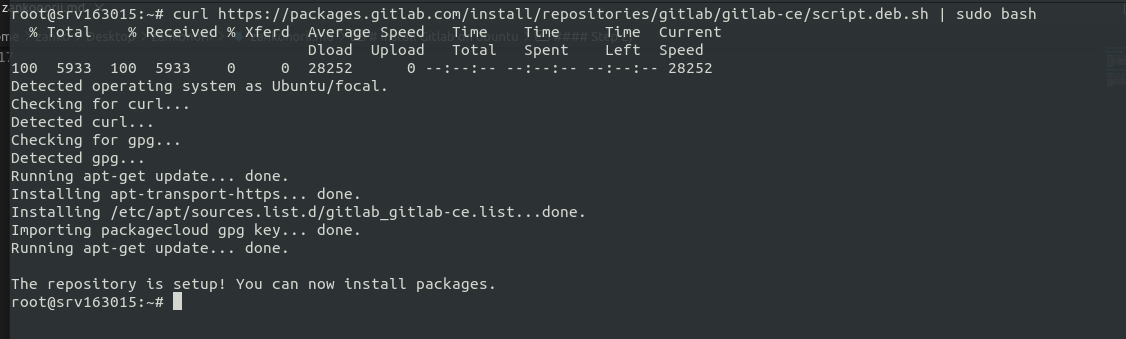 root@srv163015:~# curl https://packages.gitlab.com/install/repositories/gitlab/gitlab-ce/script.deb.sh | sudo bash
  % Total    % Received % Xferd  Average Speed   Time    Time     Time  Current
                                 Dload  Upload   Total   Spent    Left  Speed
100  5933  100  5933    0     0  28252      0 --:--:-- --:--:-- --:--:-- 28252
Detected operating system as Ubuntu/focal.
Checking for curl...
Detected curl...
Checking for gpg...
Detected gpg...
Running apt-get update... done.
Installing apt-transport-https... done.
Installing /etc/apt/sources.list.d/gitlab_gitlab-ce.list...done.
Importing packagecloud gpg key... done.
Running apt-get update... done.

The repository is setup! You can now install packages.
root@srv163015:~#